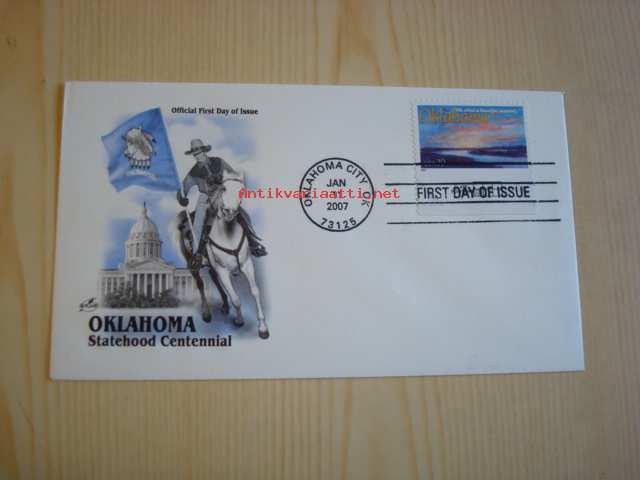 Official First Day of Issue
Oklahoma
OKLAHOMA CITY, OK
JAN
2007
73125
FIRST DAY OF ISSUE
Antikvariaatti.net
OKLAHOMA
Statehood Centennial